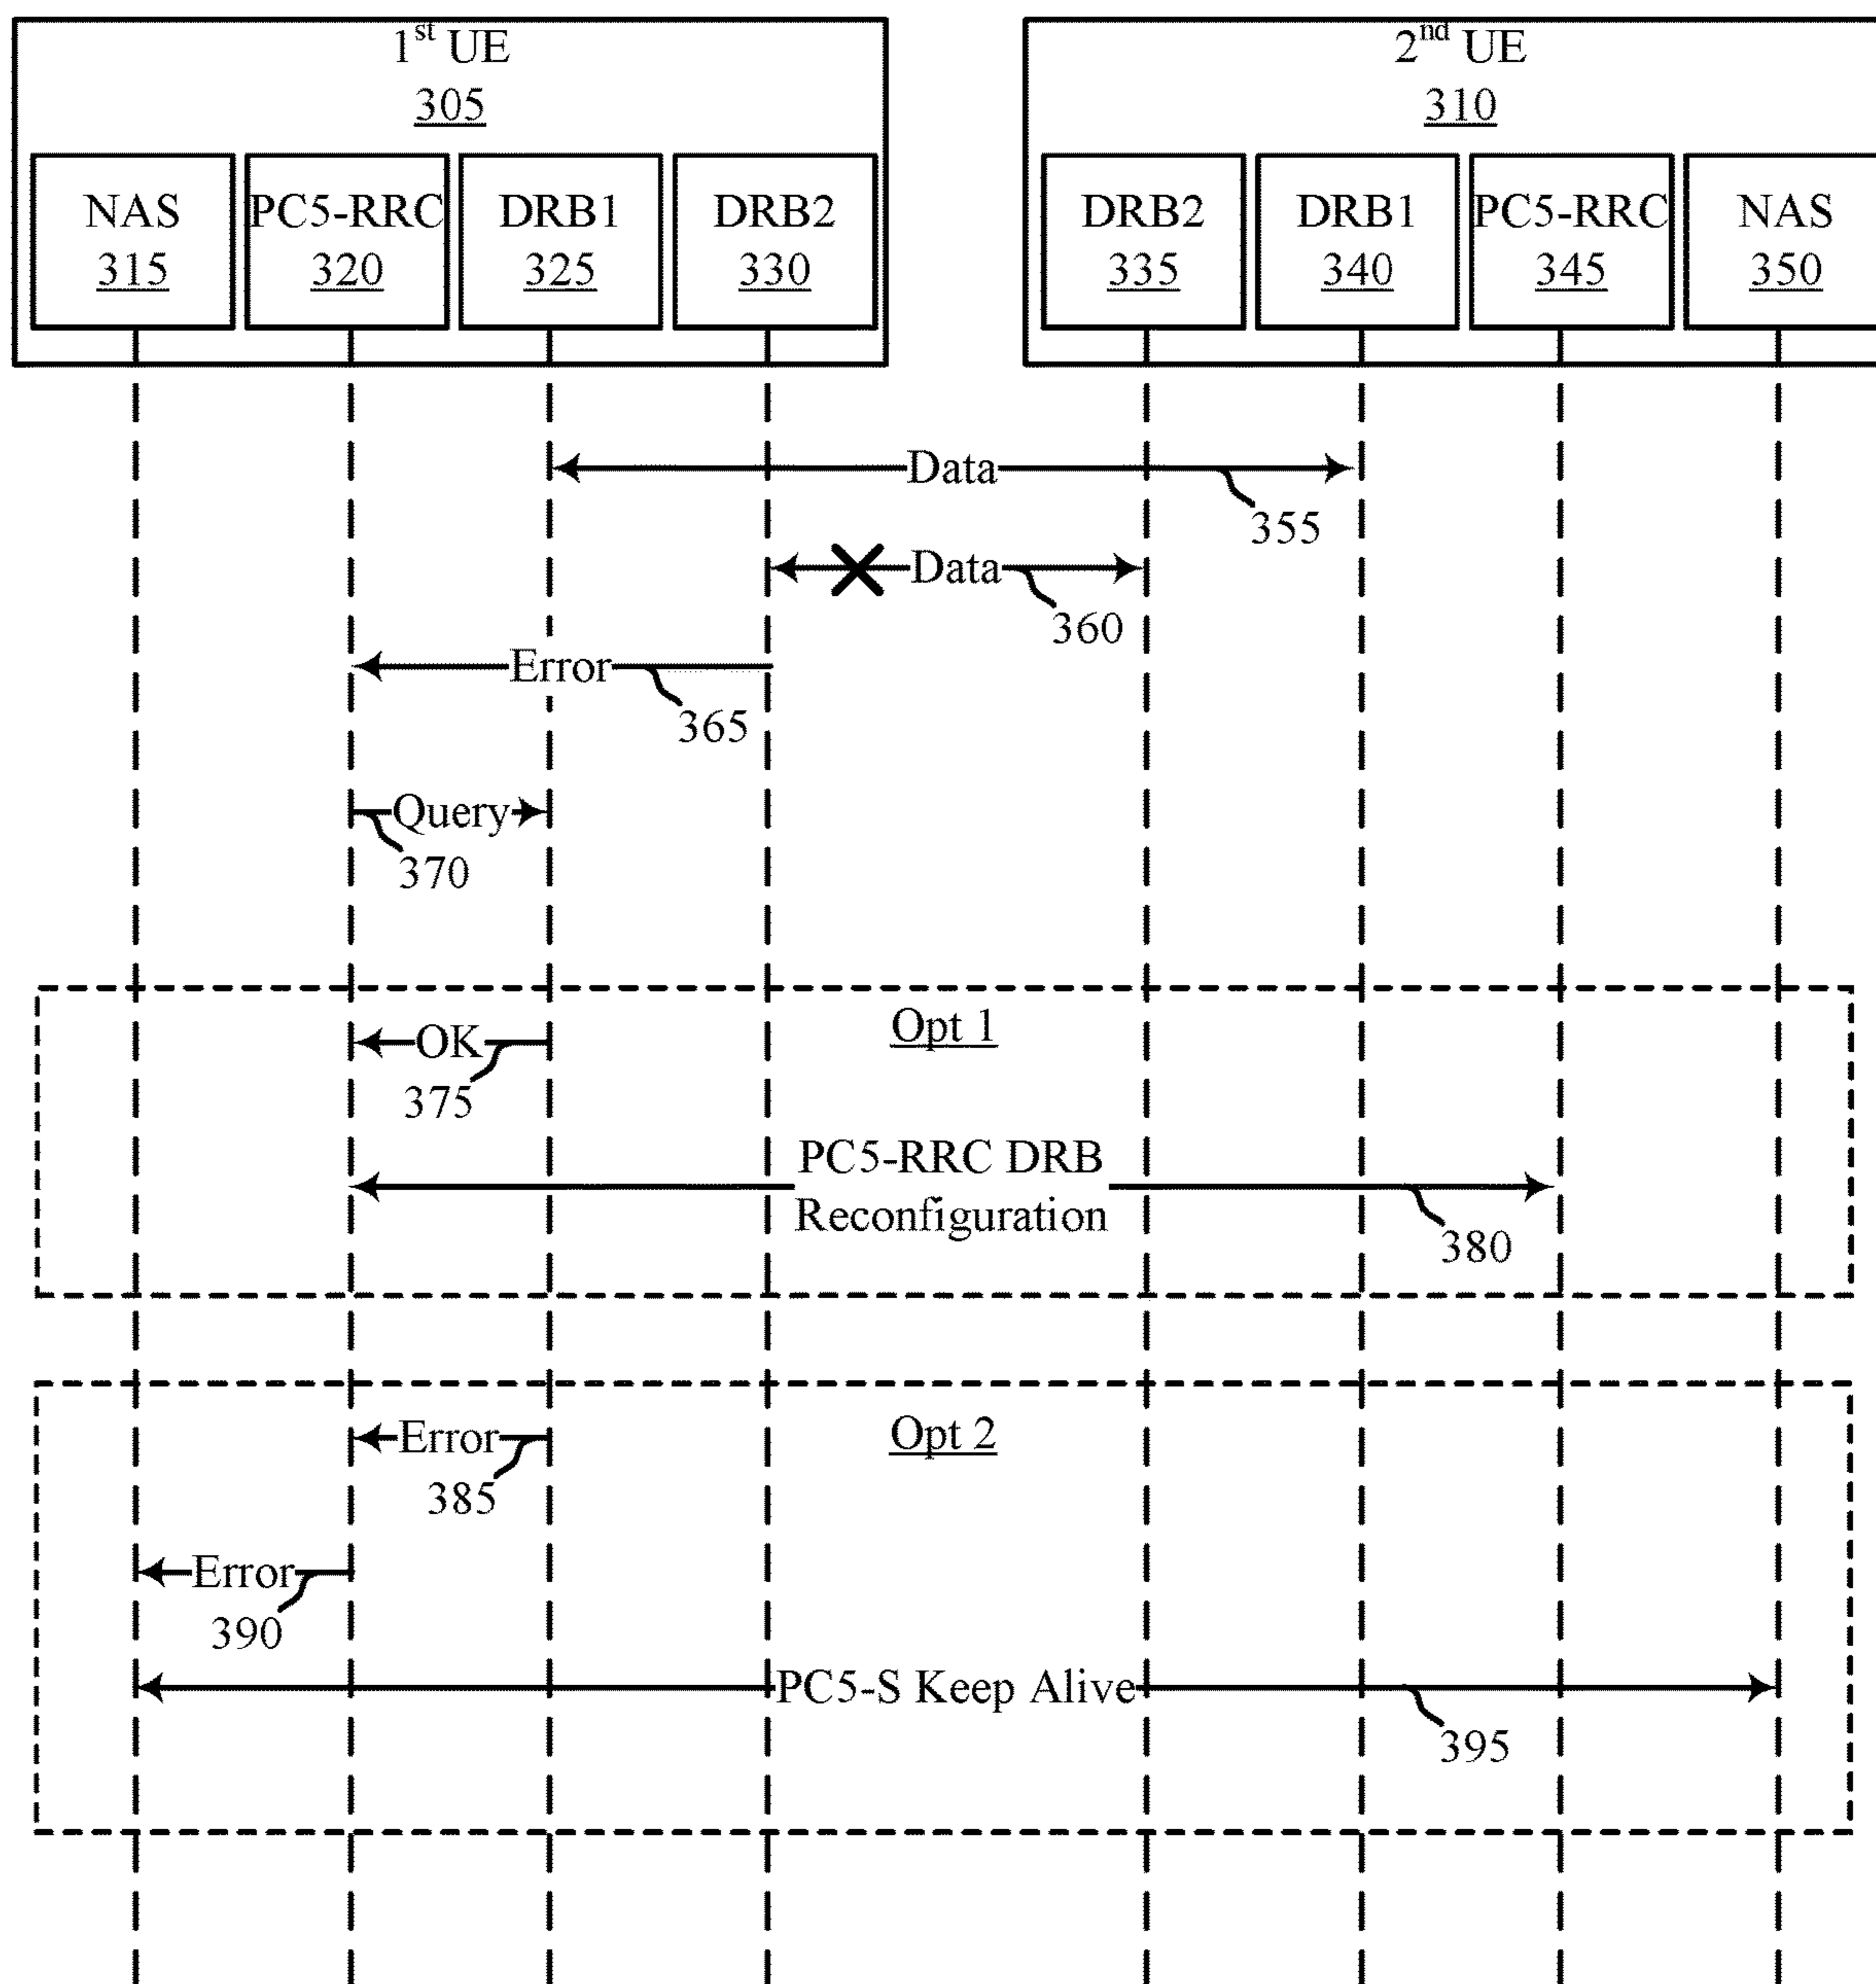 1st UE
305
2nd UE
310
NAS
315
PC5-RRC
320
DRB1
325
DRB2
330
DRB2
335
DRB1
340
PC5-RRC
345
NAS
350
Data
355
Data
360
Error
365
Query
370
Opt 1
OK
375
PC5-RRC DRB
Reconfiguration
380
Opt 2
Error
385
Error
390
PC5-S Keep Alive
395